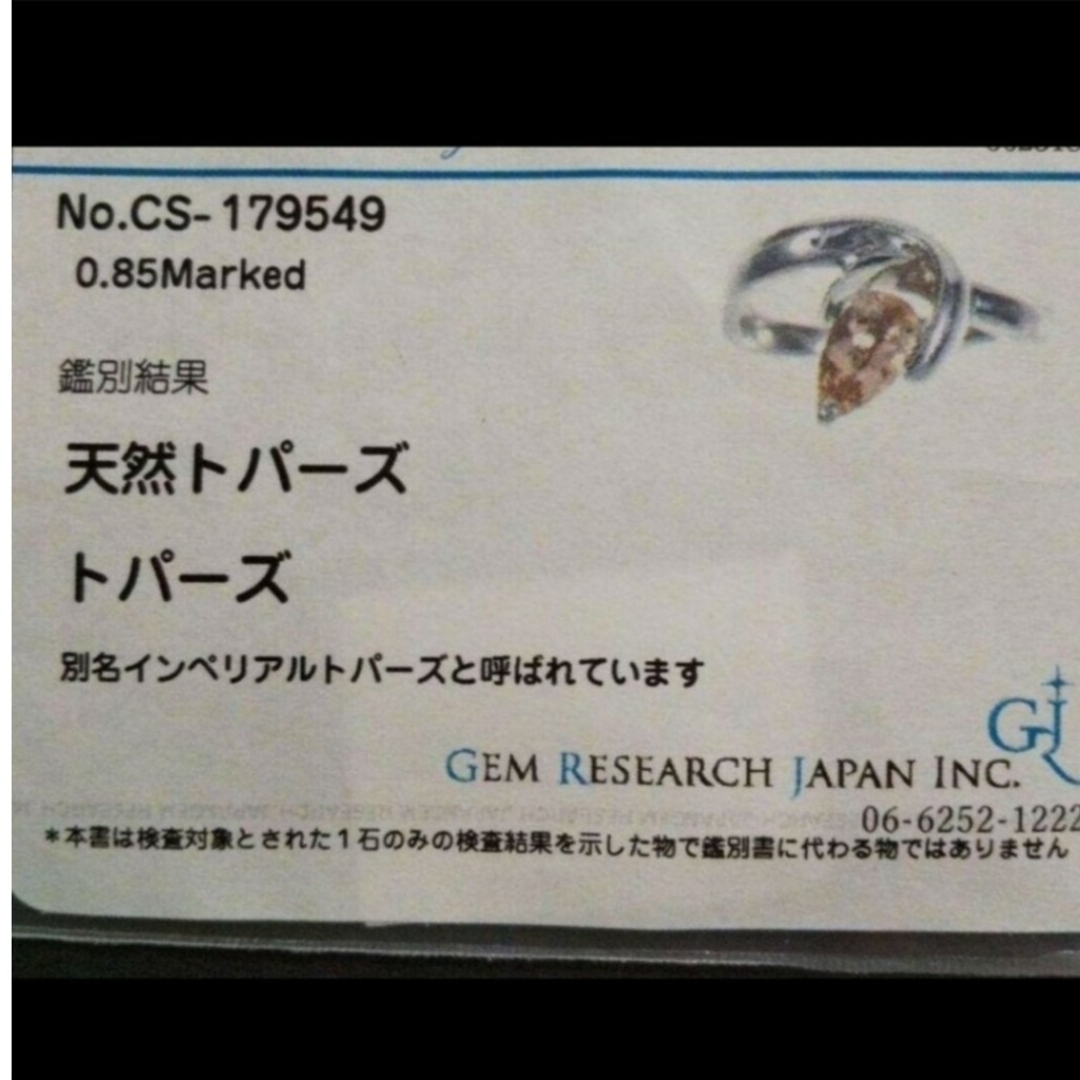 No.CS-179549
0.85Marked
鑑別結果
天然トパーズ
トパーズ
別名インペリアルトパーズと呼ばれています
GJ
GEM RESEARCH JAPAN INC.
06-6252-1222
*本書は検査対象とされた1石のみの検査結果を示した物で鑑別書に代わる物ではありません